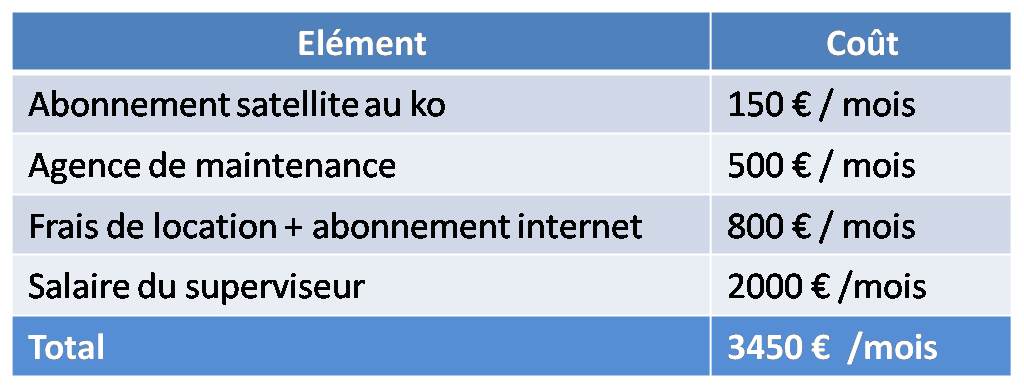 Elément Coût
Abonnement satellite au ko 150 € / mois
Agence de maintenance 500 € / mois
Frais de location + abonnement internet 800 € / mois
Salaire du superviseur 2000 € /mois
Total 3450 € /mois